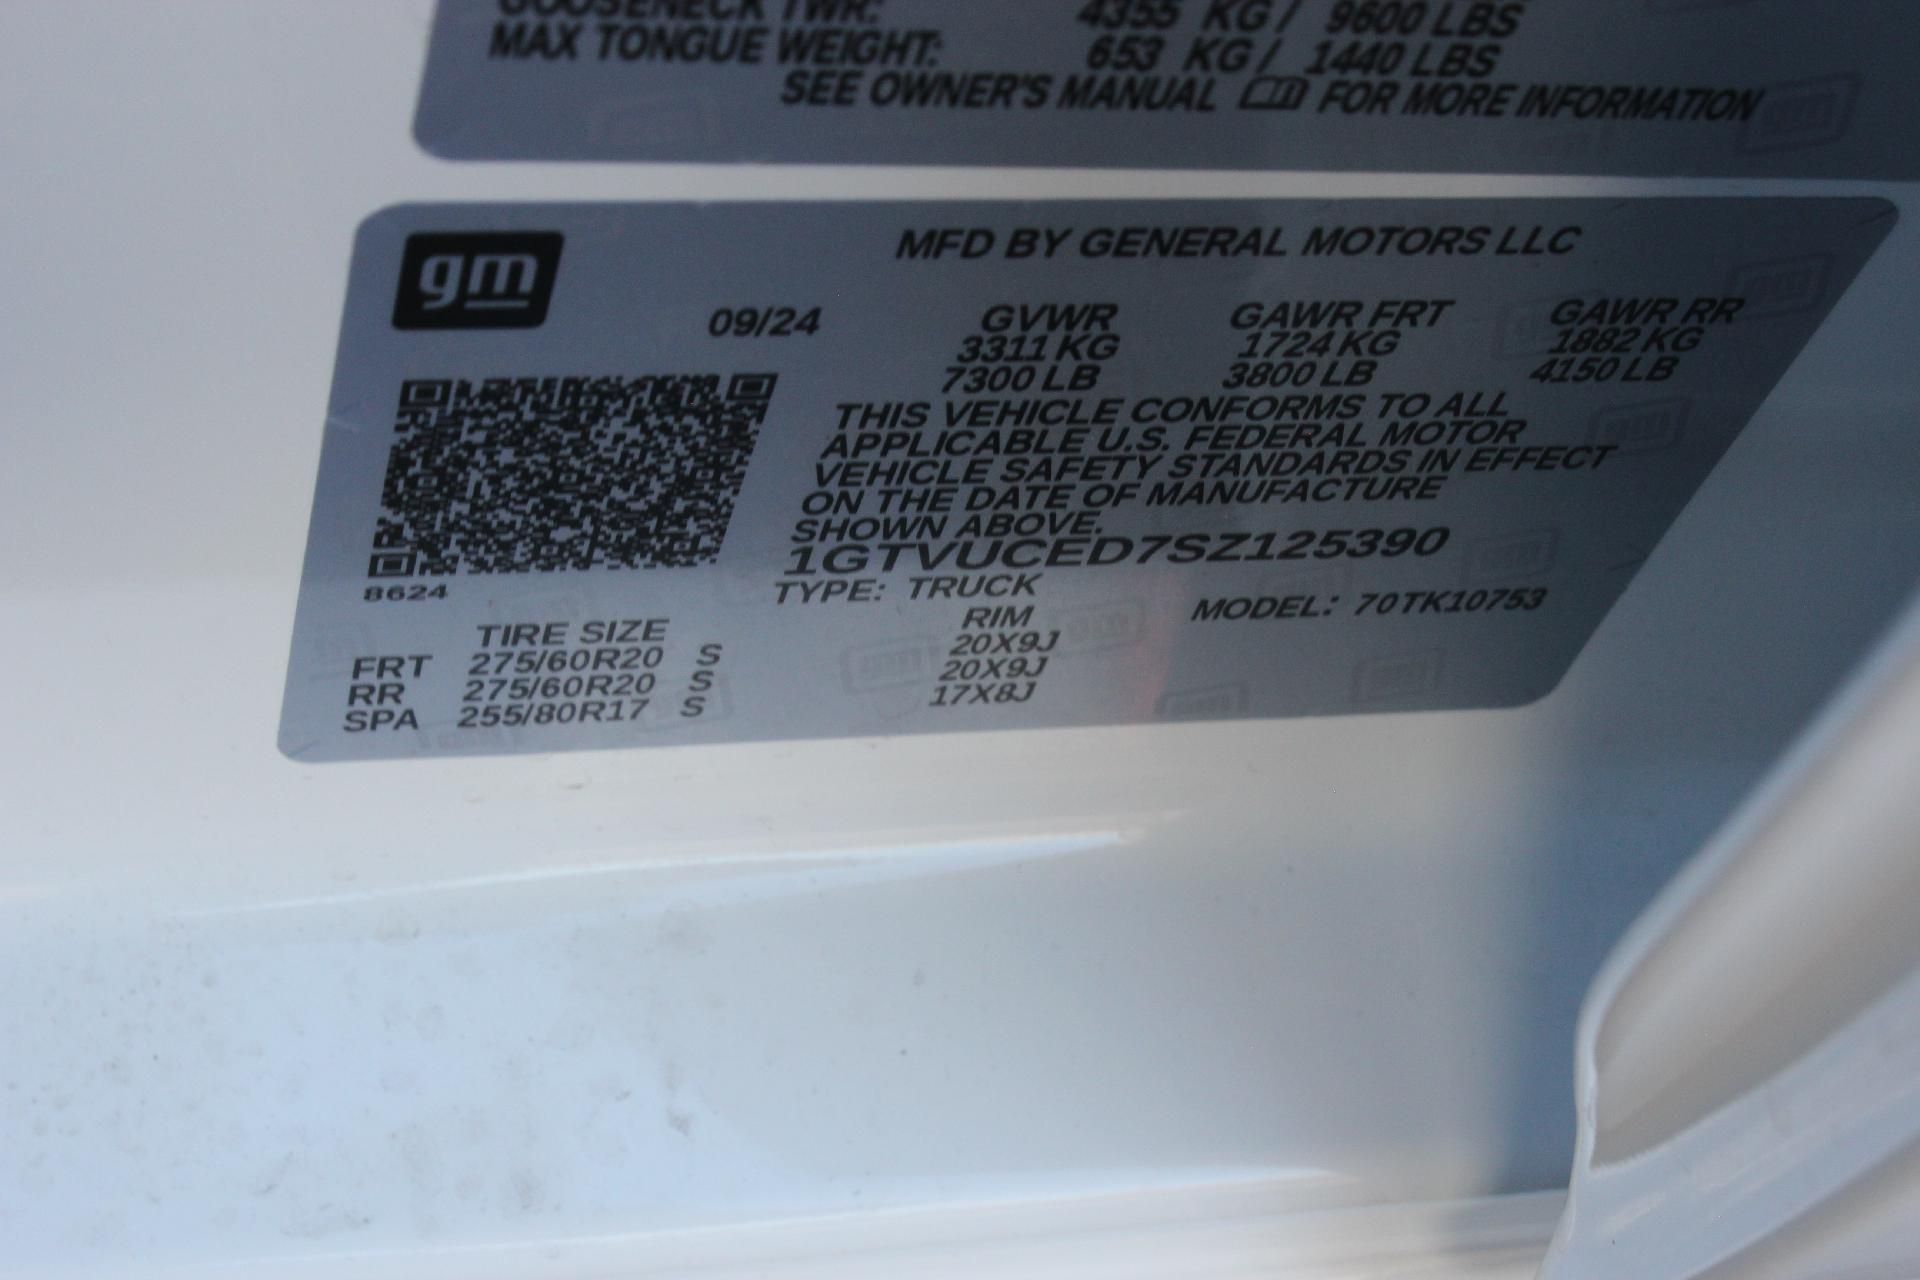 GOOSENECK TWR: 4355 KG / 9600 LBS
MAX TONGUE WEIGHT: 653 KG / 1440 LBS
SEE OWNER'S MANUAL FOR MORE INFORMATION
gm
MFD BY GENERAL MOTORS LLC
09/24 GVWR GAWR FRT GAWR RR
3311 KG 1724 KG 1882 KG
7300 LB 3800 LB 4150 LB
THIS VEHICLE CONFORMS TO ALL
APPLICABLE U.S. FEDERAL MOTOR
VEHICLE SAFETY STANDARDS IN EFFECT
ON THE DATE OF MANUFACTURE
SHOWN ABOVE.
1GTVUCED7SZ125390
8624
TYPE: TRUCK MODEL: 70TK10753
TIRE SIZE RIM
FRT 275/60R20 S 20X9J
RR 275/60R20 S 20X9J
SPA 255/80R17 S 17X8J